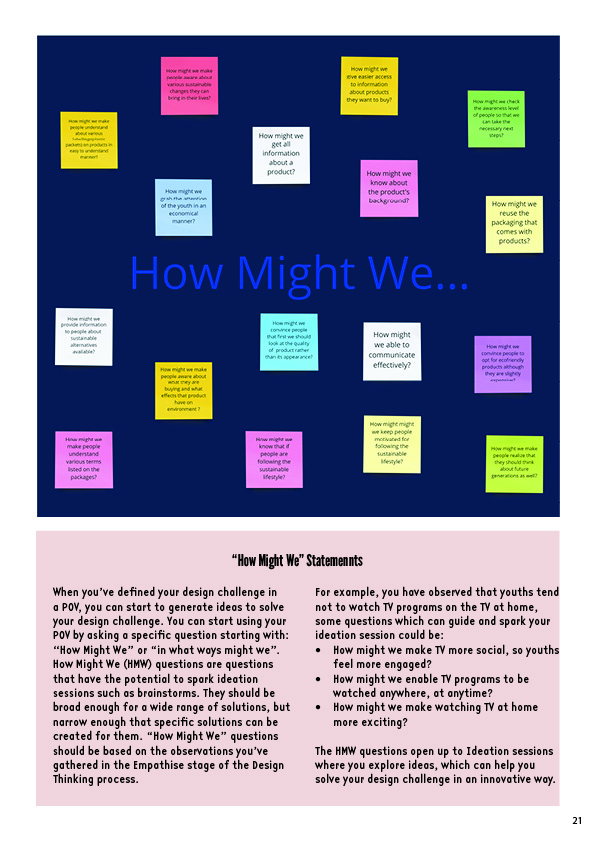 How might we make
people aware about
various sustainable
changes they can
bring in their lives?
How might we
give easier access
to information
about products
they want to buy?
How might we check
the awareness level
of people so that we
can take the
necessary next
steps?
How might we make
people understand
about various
packets) on products in
easy to understand
manner?
How might we
get all
information
about a
product?
How might we
know about
the product's
background?
How might we
grab the attention
of the youth in an
economical
manner?
How might we
reuse the
packaging that
comes with
products?
How Might We...
How might we
provide information
to people about
sustainable
alternatives
available?
How might we
convince people
that first we should
look at the quality
of product rather
than its appearance?
How might
we able to
communicate
effectively?
How might we
convince people to
opt for ecofriendly
products although
they are slightly
expensive?
How might we make
people aware about
what they are
buying and what
effects that product
have on
environment ?
How might we
make people
understand
various terms
listed on the
packages?
How might we
know that if
people are
following the
sustainable
lifestyle?
How might might
we keep people
motivated for
following the
sustainable
lifestyle?
How might we make
people realize that
they should think
about future
generations as well?
“How Might We” Statemennts
When you’ve defined your design challenge in
a POV, you can start to generate ideas to solve
your design challenge. You can start using your
POV by asking a specific question starting with:
“How Might We” or “in what ways might we”.
How Might We (HMW) questions are questions
that have the potential to spark ideation
sessions such as brainstorms. They should be
broad enough for a wide range of solutions, but
narrow enough that specific solutions can be
created for them. “How Might We” questions
should be based on the observations you’ve
gathered in the Empathise stage of the Design
Thinking process.
For example, you have observed that youths tend
not to watch TV programs on the TV at home,
some questions which can guide and spark your
ideation session could be:
• How might we make TV more social, so youths
feel more engaged?
• How might we enable TV programs to be
watched anywhere, at anytime?
• How might we make watching TV at home
more exciting?
The HMW questions open up to Ideation sessions
where you explore ideas, which can help you
solve your design challenge in an innovative way.
21